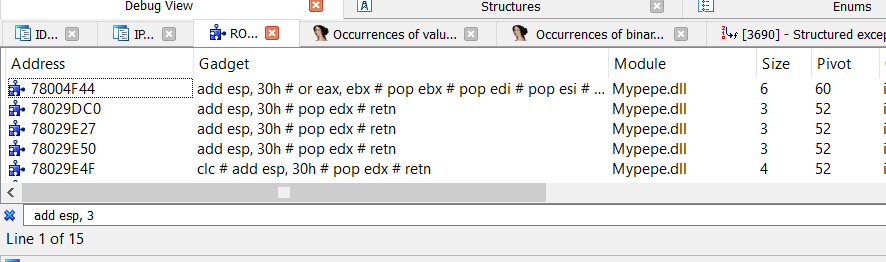 Debug View Structures Enums
ID... IP... RO... Occurrences of valu... Occurrences of binar... [3690] - Structured excep
Address Gadget Module Size Pivot
78004F44 add esp, 30h # or eax, ebx # pop ebx # pop edi # pop esi # ... Mypepe.dll 6 60
78029DC0 add esp, 30h # pop edx # retn Mypepe.dll 3 52
78029E27 add esp, 30h # pop edx # retn Mypepe.dll 3 52
78029E50 add esp, 30h # pop edx # retn Mypepe.dll 3 52
78029E4F clc # add esp, 30h # pop edx # retn Mypepe.dll 4 52
add esp, 3
Line 1 of 15